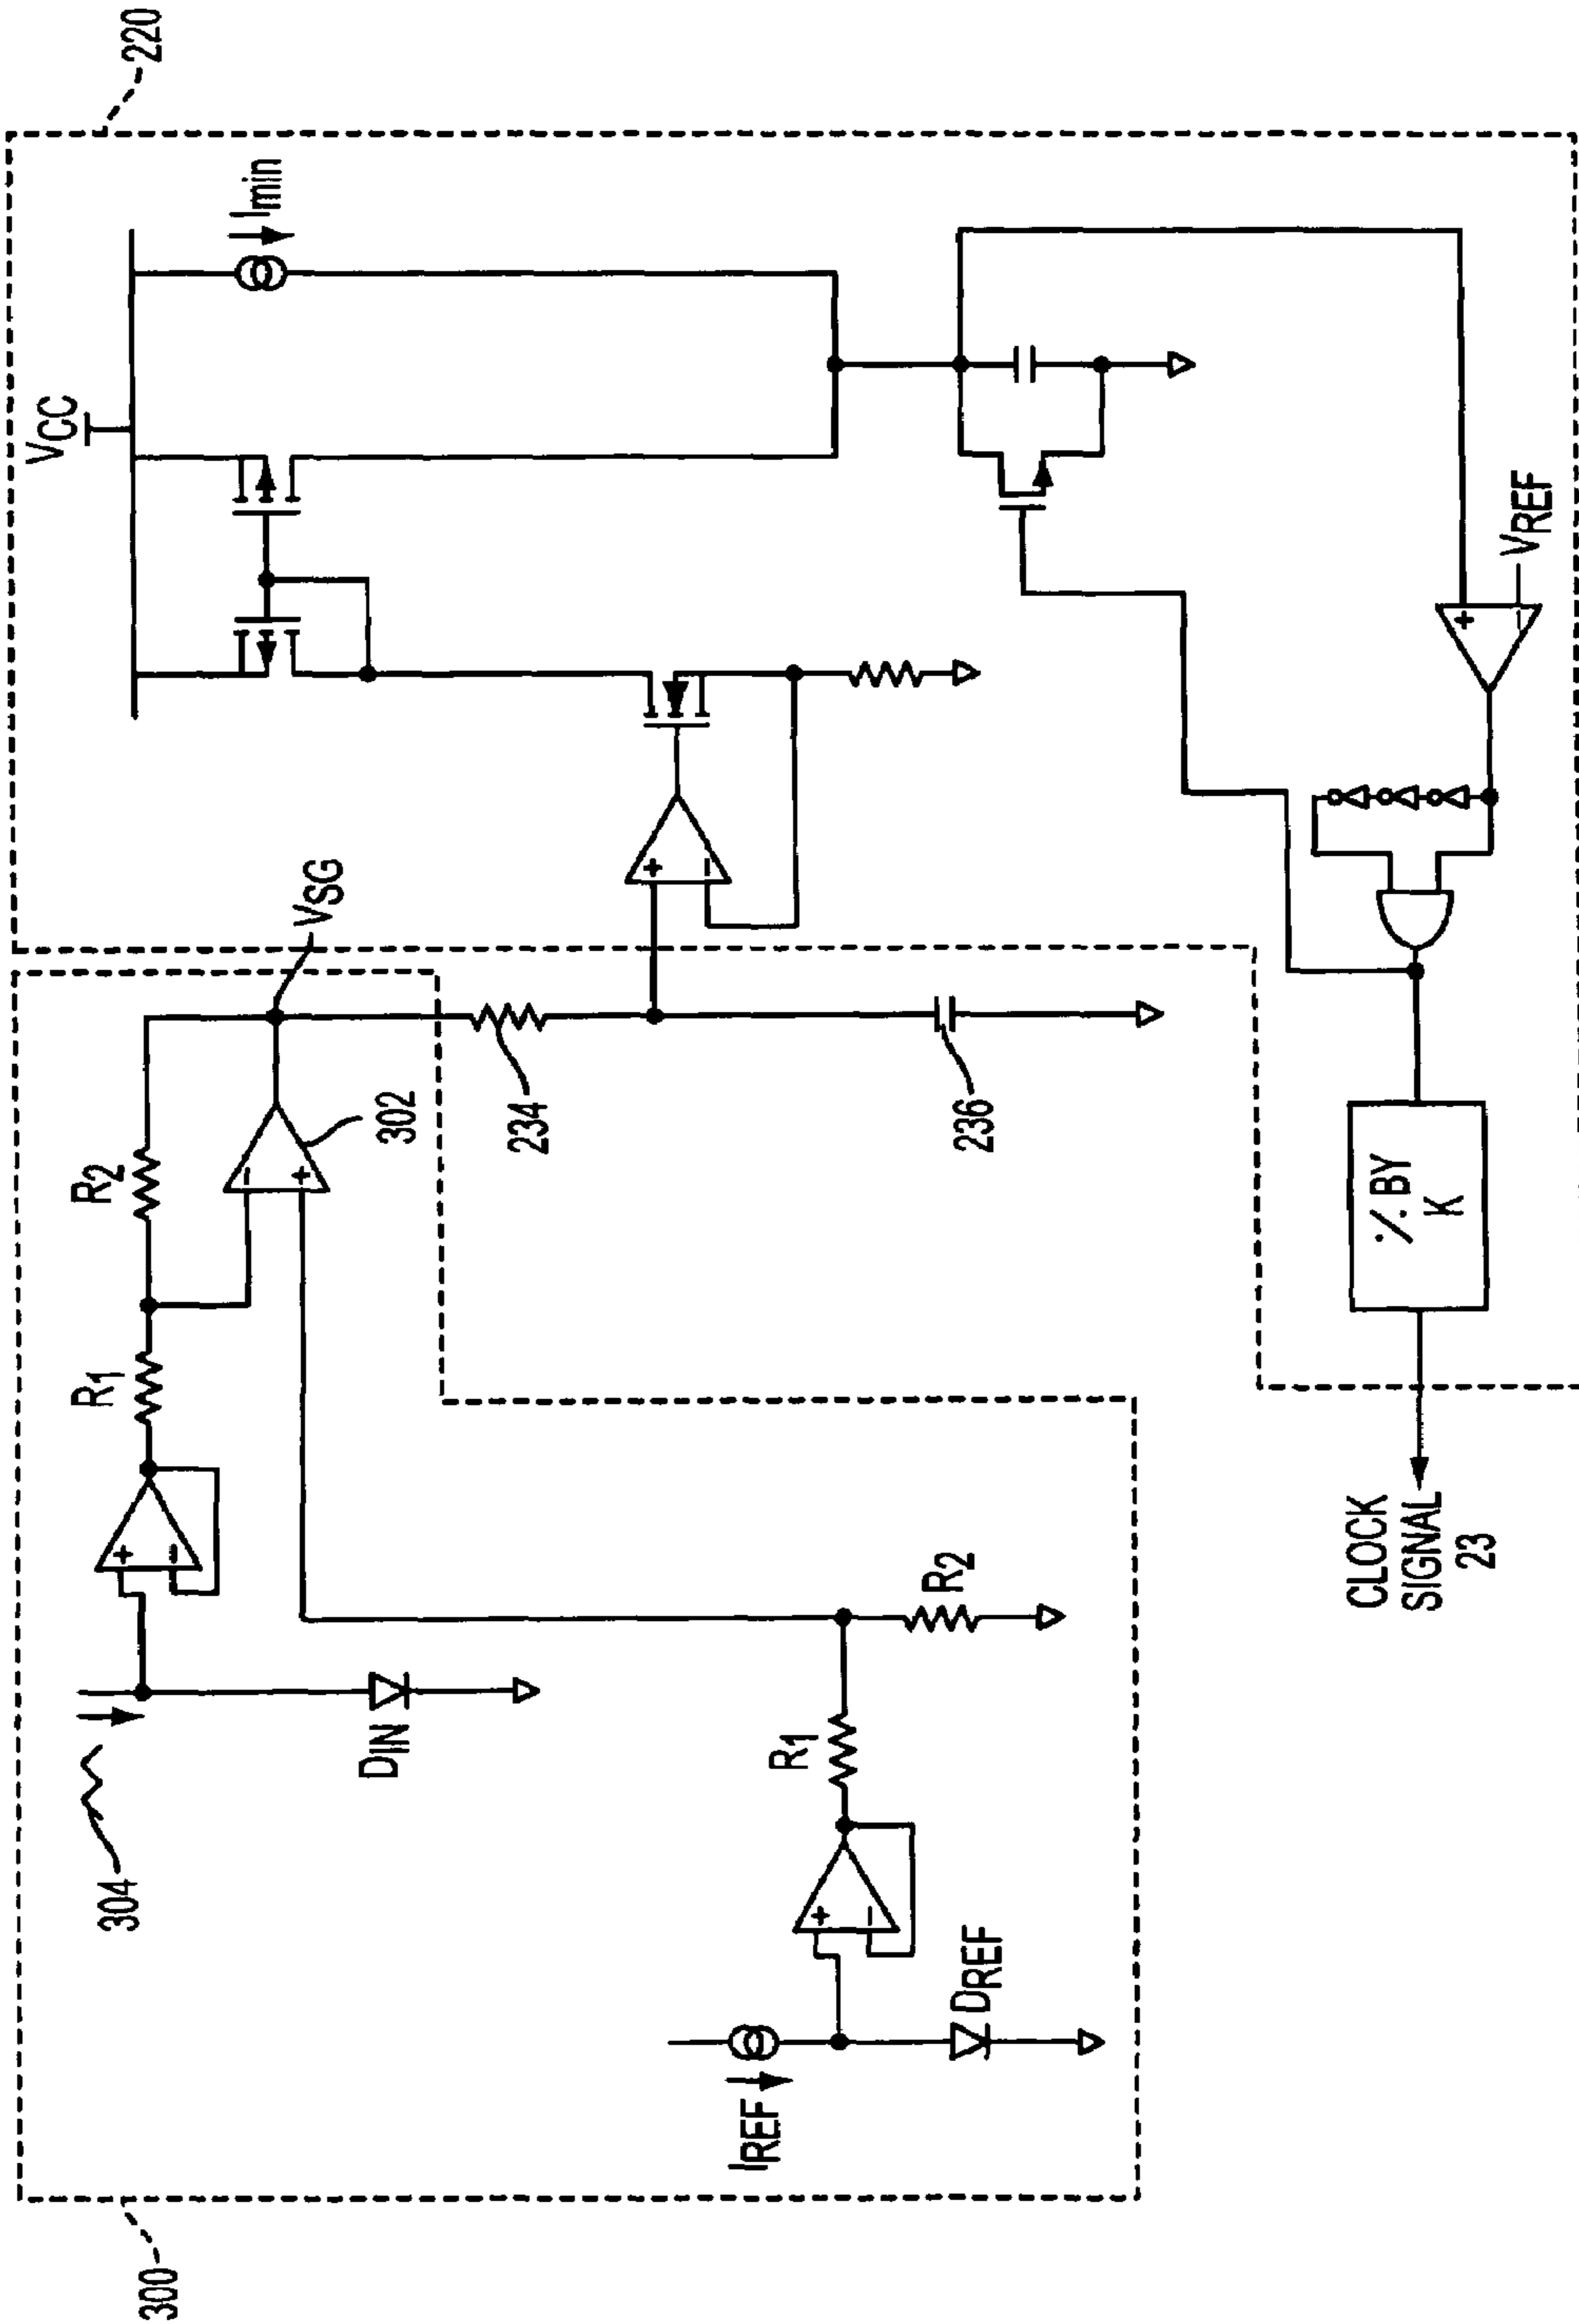 220
VCC
Imin
VSG
R2
302
234
236
R1
304
DIN
VREF
% BY
K
CLOCK
SIGNAL
23
R2
R1
DREF
IREF
300
+
−
+
−
+
−
+
−
+
−